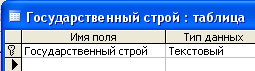 Государственный строй : таблица
Имя поля Тип данных
Государственный строй Текстовый